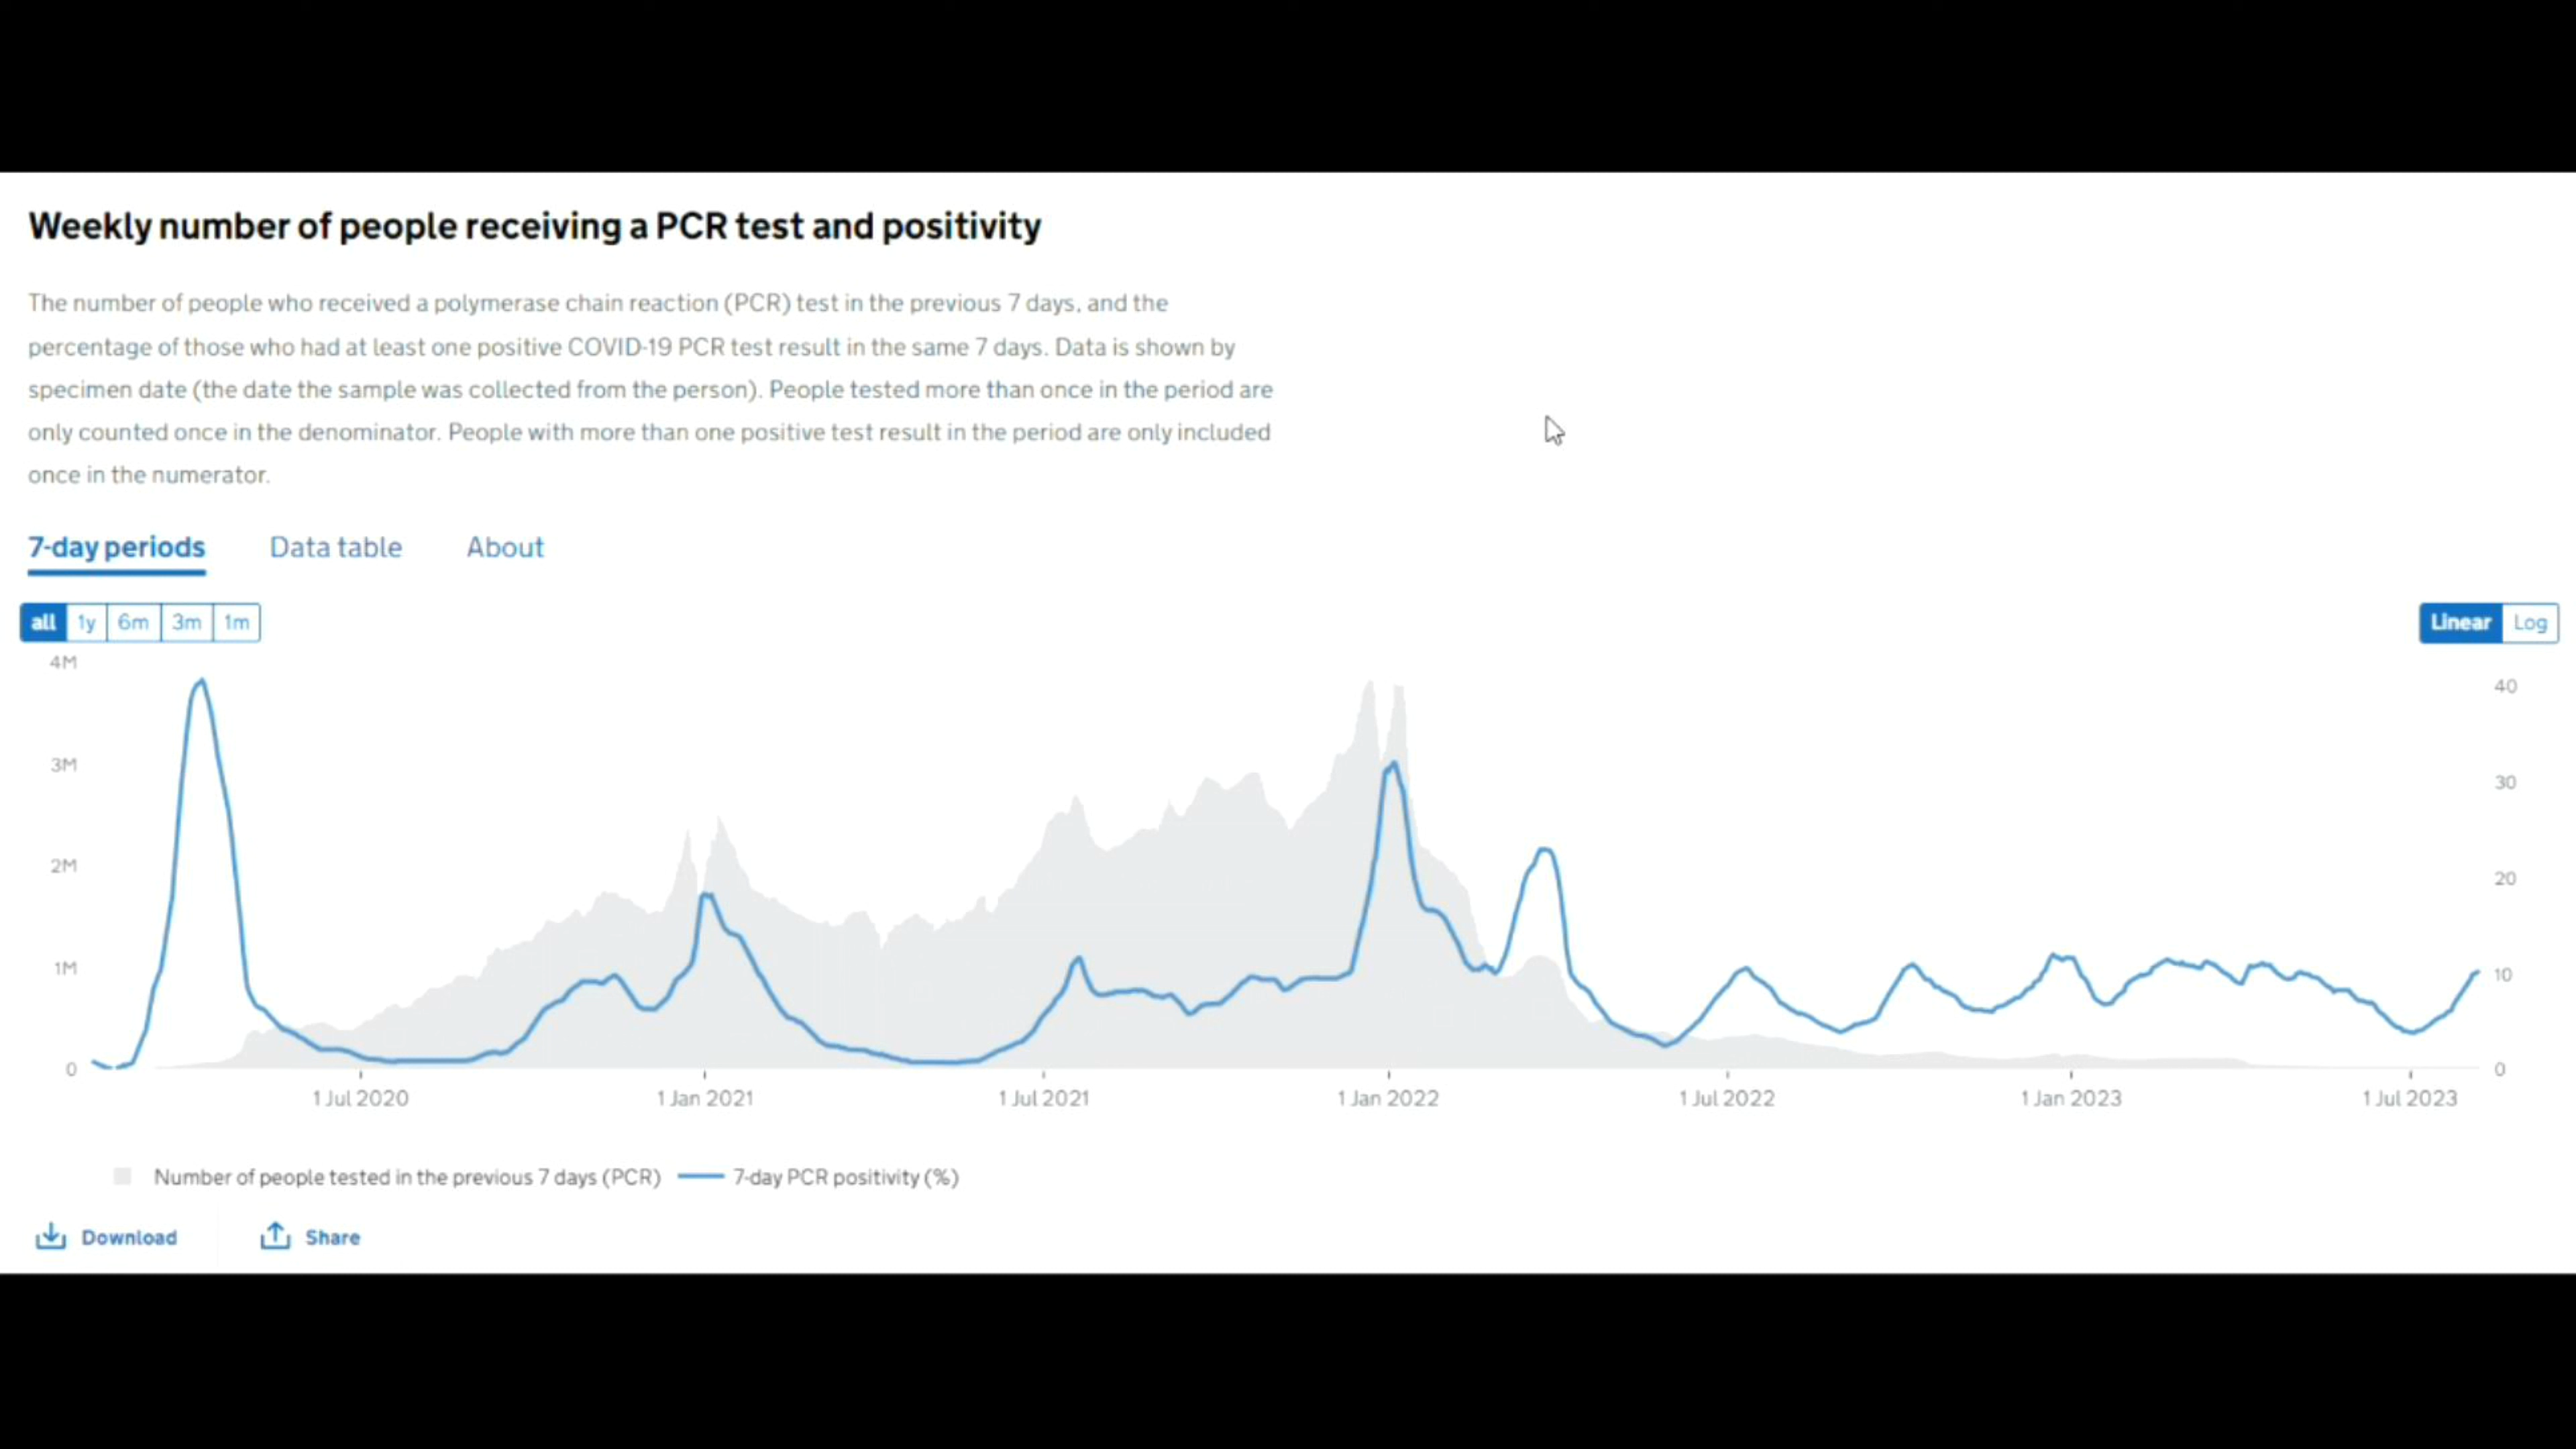 Weekly number of people receiving a PCR test and positivity
The number of people who received a polymerase chain reaction (PCR) test in the previous 7 days, and the
percentage of those who had at least one positive COVID-19 PCR test result in the same 7 days. Data is shown by
specimen date (the date the sample was collected from the person). People tested more than once in the period are
only counted once in the denominator. People with more than one positive test result in the period are only included
once in the numerator.
7-day periods Data table About
all 1y 6m 3m 1m Linear Log
4M
40
3M
30
2M
20
1M
10
0
0
1 Jul 2020 1 Jan 2021 1 Jul 2021 1 Jan 2022 1 Jul 2022 1 Jan 2023 1 Jul 2023
Number of people tested in the previous 7 days (PCR) 7-day PCR positivity (%)
Download Share